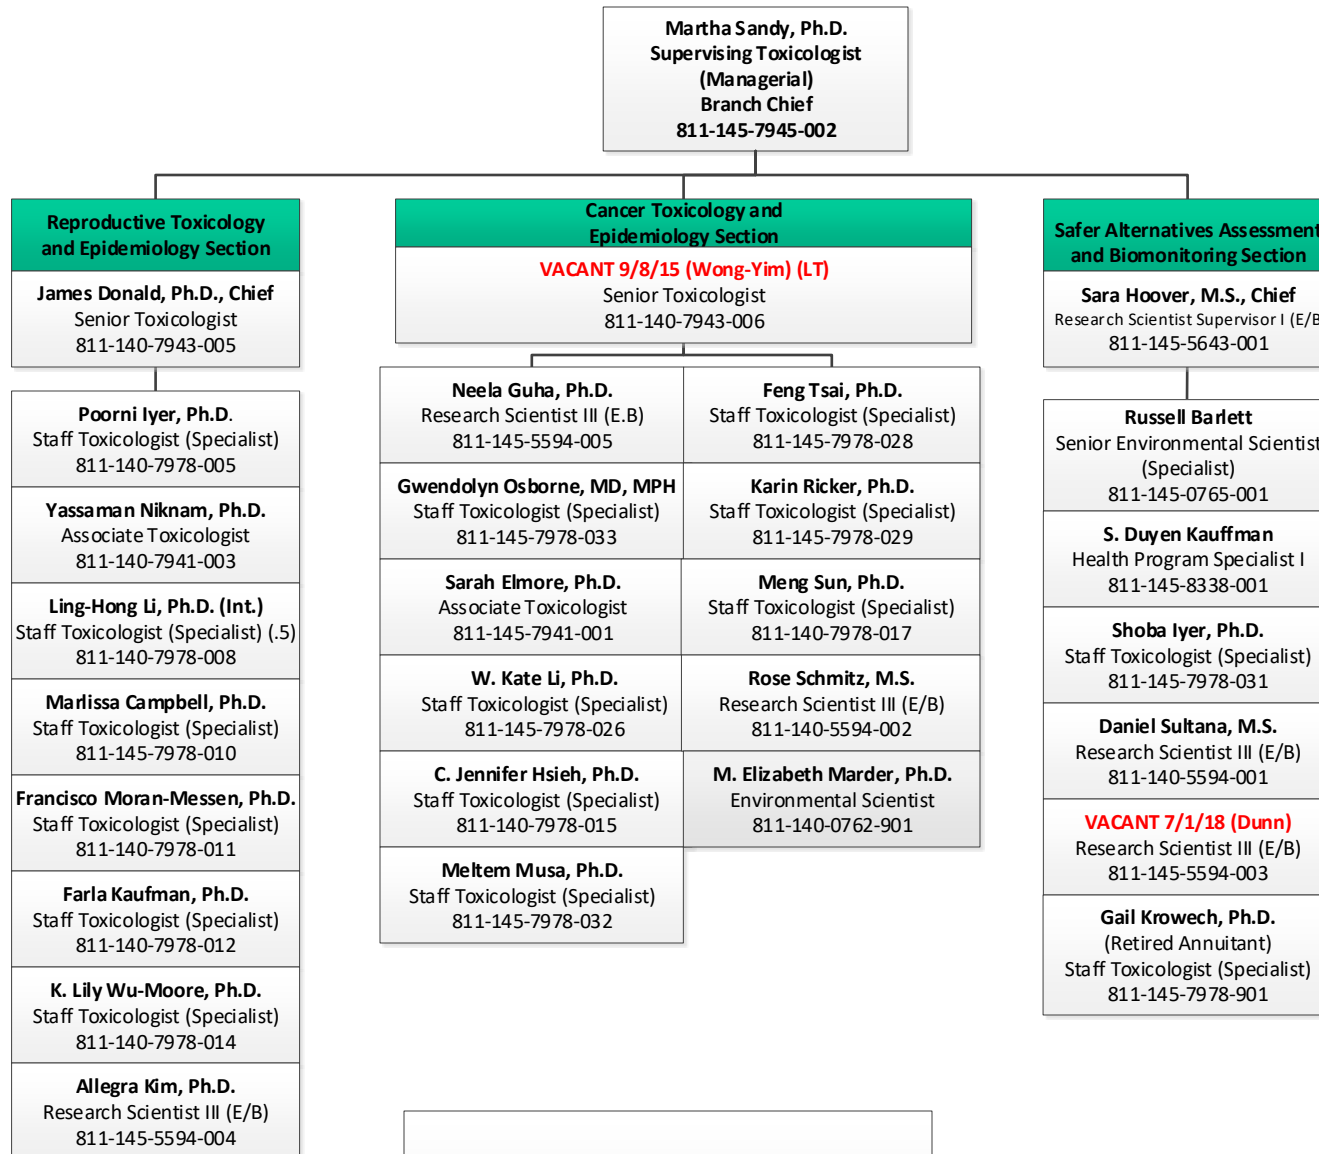 Martha Sandy, Ph.D.
Supervising Toxicologist
(Managerial)
Branch Chief
811-145-7945-002
Reproductive Toxicology
and Epidemiology Section
James Donald, Ph.D., Chief
Senior Toxicologist
811-140-7943-005
Poorni Iyer, Ph.D.
Staff Toxicologist (Specialist)
811-140-7978-005
Yassaman Niknam, Ph.D.
Associate Toxicologist
811-140-7941-003
Ling-Hong Li, Ph.D. (Int.)
Staff Toxicologist (Specialist) (.5)
811-140-7978-008
Marlissa Campbell, Ph.D.
Staff Toxicologist (Specialist)
811-145-7978-010
Francisco Moran-Messen, Ph.D.
Staff Toxicologist (Specialist)
811-140-7978-011
Farla Kaufman, Ph.D.
Staff Toxicologist (Specialist)
811-140-7978-012
K. Lily Wu-Moore, Ph.D.
Staff Toxicologist (Specialist)
811-140-7978-014
Allegra Kim, Ph.D.
Research Scientist III (E/B)
811-145-5594-004
Cancer Toxicology and
Epidemiology Section
VACANT 9/8/15 (Wong-Yim) (LT)
Senior Toxicologist
811-140-7943-006
Neela Guha, Ph.D.
Research Scientist III (E.B)
811-145-5594-005
Gwendolyn Osborne, MD, MPH
Staff Toxicologist (Specialist)
811-145-7978-033
Sarah Elmore, Ph.D.
Associate Toxicologist
811-145-7941-001
W. Kate Li, Ph.D.
Staff Toxicologist (Specialist)
811-145-7978-026
C. Jennifer Hsieh, Ph.D.
Staff Toxicologist (Specialist)
811-140-7978-015
Meltem Musa, Ph.D.
Staff Toxicologist (Specialist)
811-145-7978-032
Feng Tsai, Ph.D.
Staff Toxicologist (Specialist)
811-145-7978-028
Karin Ricker, Ph.D.
Staff Toxicologist (Specialist)
811-145-7978-029
Meng Sun, Ph.D.
Staff Toxicologist (Specialist)
811-140-7978-017
Rose Schmitz, M.S.
Research Scientist III (E/B)
811-140-5594-002
M. Elizabeth Marder, Ph.D.
Environmental Scientist
811-140-0762-901
Safer Alternatives Assessment
and Biomonitoring Section
Sara Hoover, M.S., Chief
Research Scientist Supervisor I (E/B
811-145-5643-001
Russell Barlett
Senior Environmental Scientist
(Specialist)
811-145-0765-001
S. Duyen Kauffman
Health Program Specialist I
811-145-8338-001
Shoba Iyer, Ph.D.
Staff Toxicologist (Specialist)
811-145-7978-031
Daniel Sultana, M.S.
Research Scientist III (E/B)
811-140-5594-001
VACANT 7/1/18 (Dunn)
Research Scientist III (E/B)
811-145-5594-003
Gail Krowech, Ph.D.
(Retired Annuitant)
Staff Toxicologist (Specialist)
811-145-7978-901